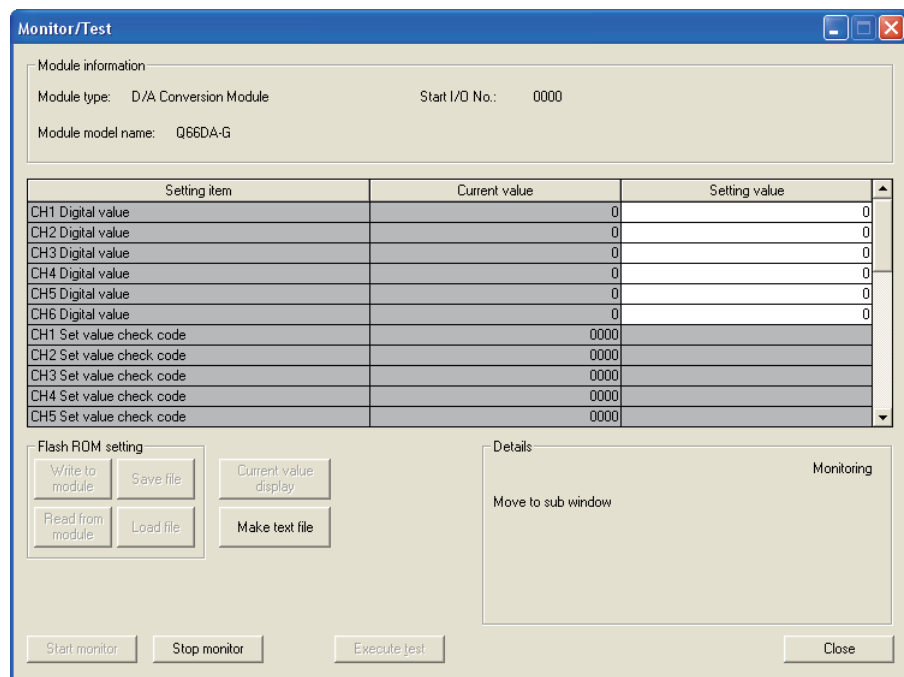 Monitor/Test
Module information
Module type: D/A Conversion Module Start I/O No.: 0000
Module model name: Q66DA-G
Setting item Current value Setting value
CH1 Digital value 0 0
CH2 Digital value 0 0
CH3 Digital value 0 0
CH4 Digital value 0 0
CH5 Digital value 0 0
CH6 Digital value 0 0
CH1 Set value check code 0000
CH2 Set value check code 0000
CH3 Set value check code 0000
CH4 Set value check code 0000
CH5 Set value check code 0000
Flash ROM setting
Write to
module
Save file
Current value
display
Read from
module
Load file
Make text file
Details
Monitoring
Move to sub window
Start monitor Stop monitor Execute test Close